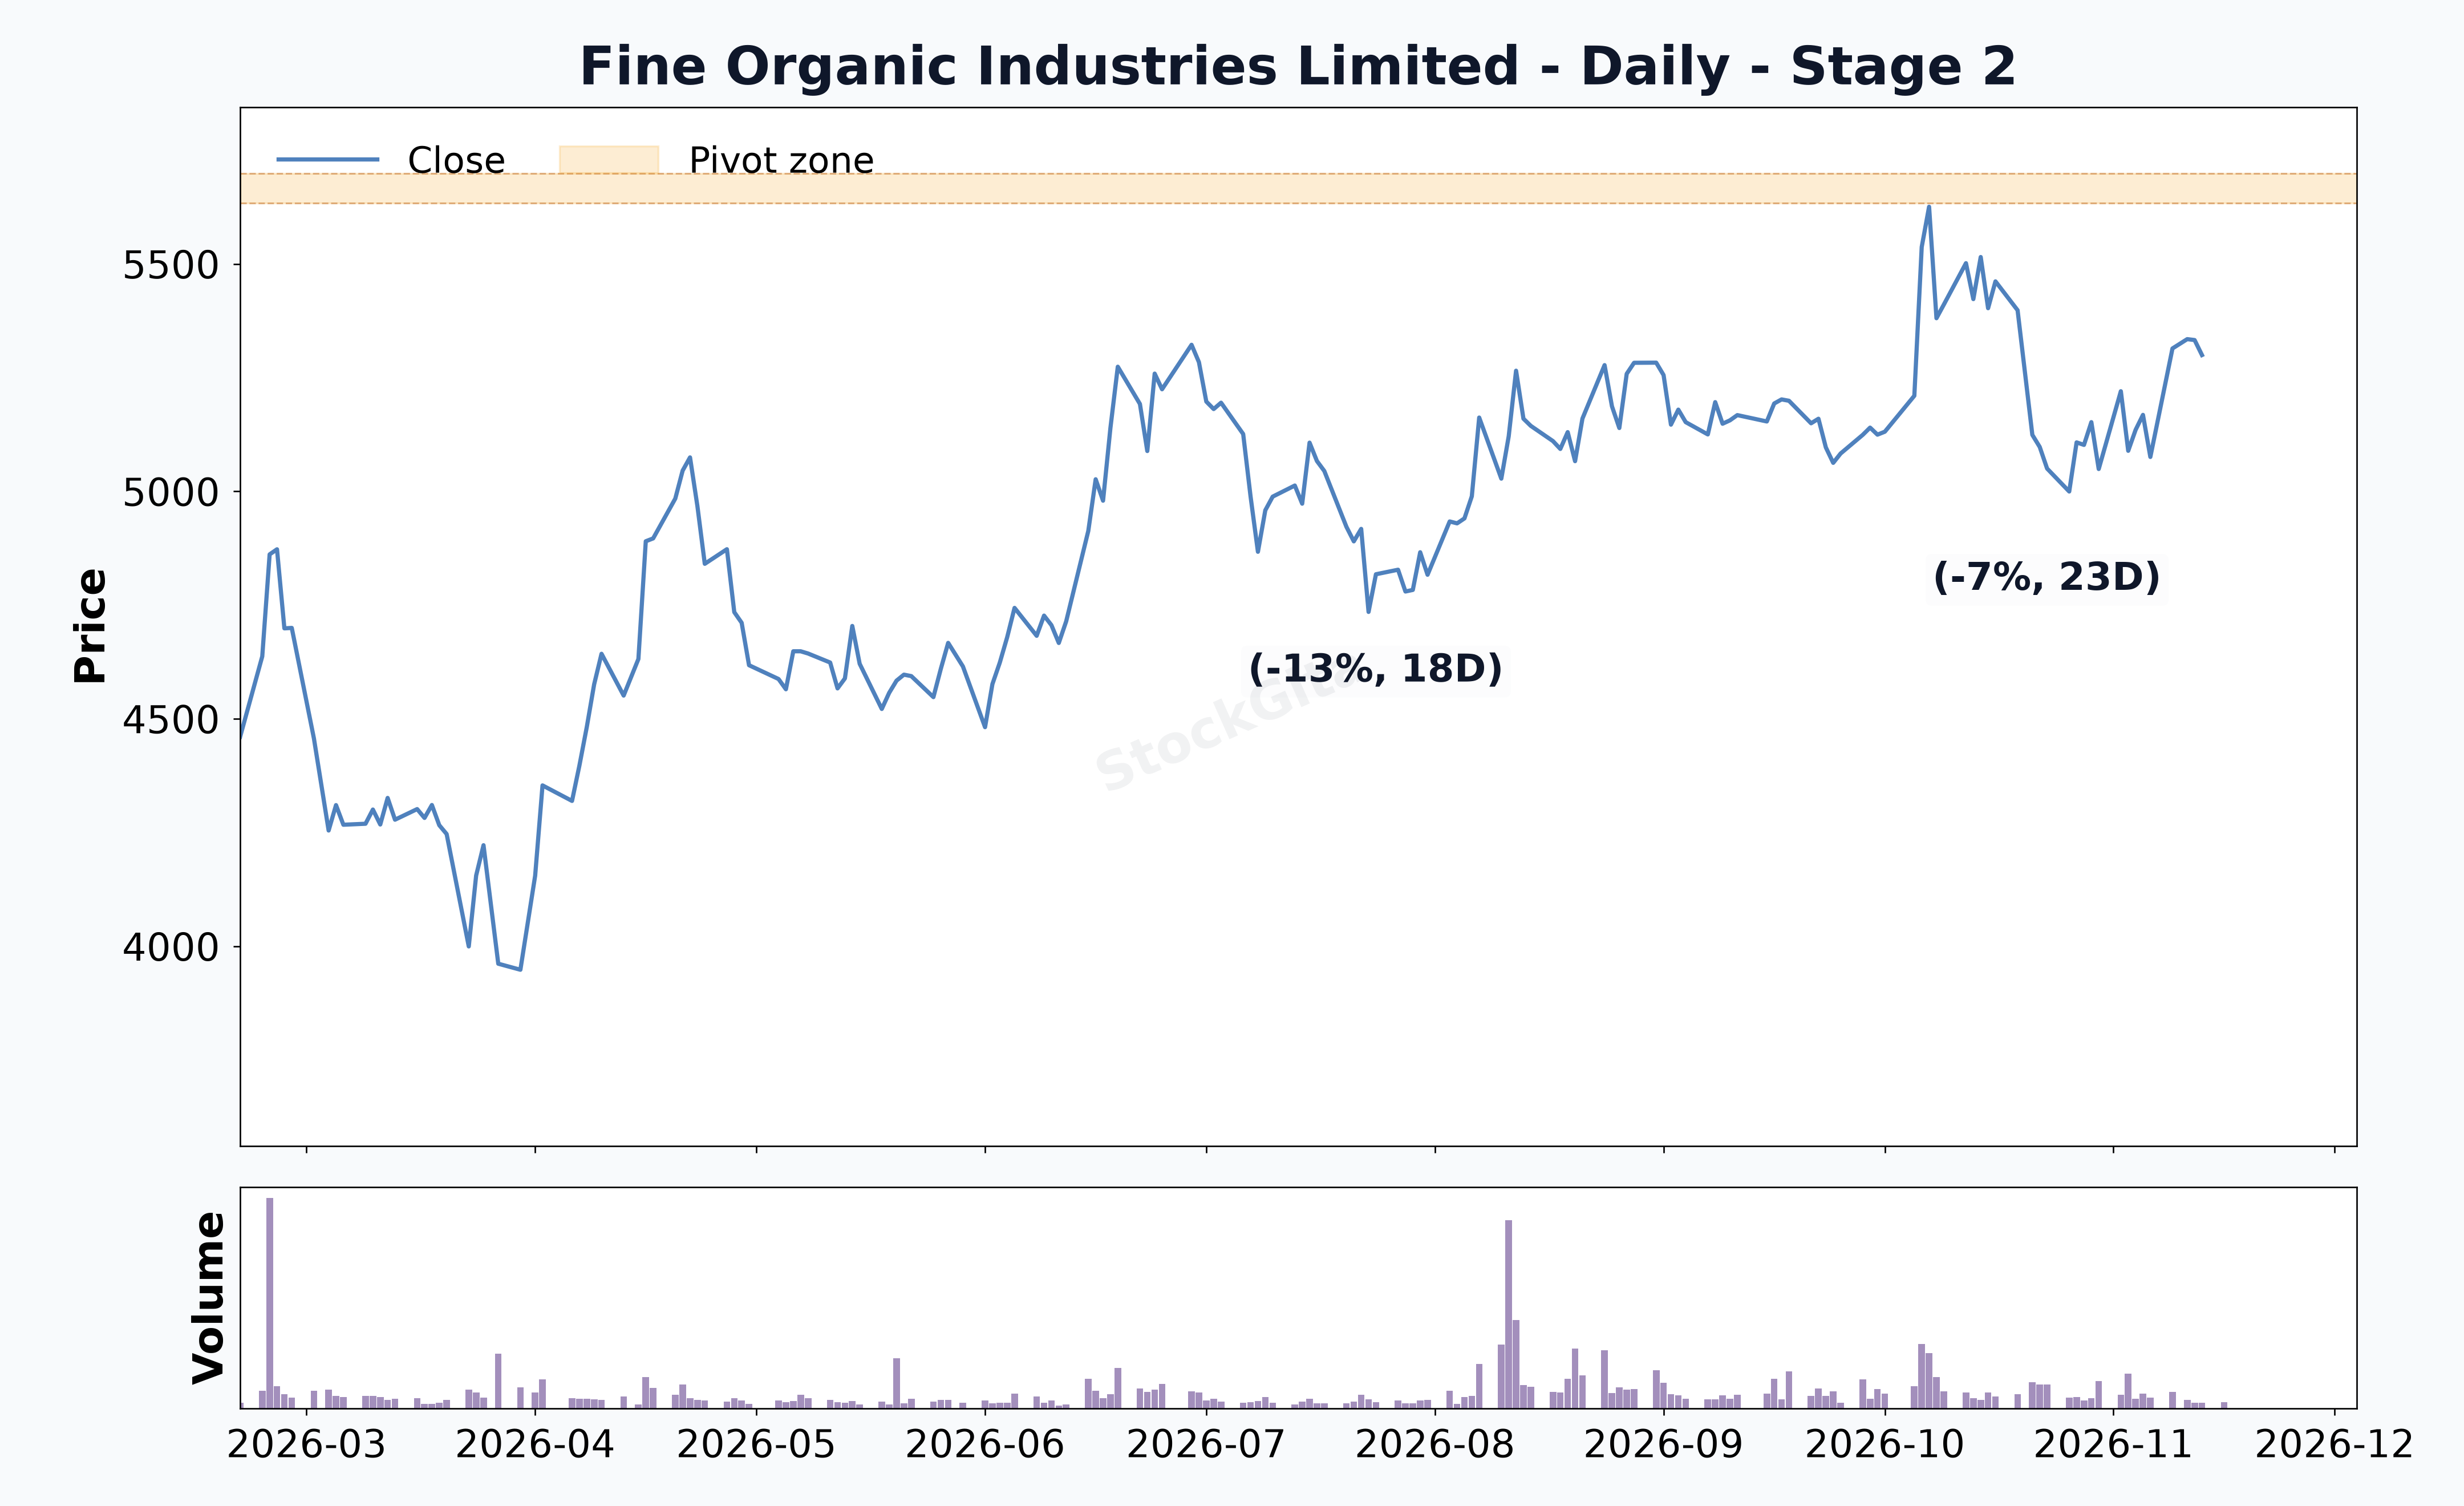 Fine Organic Industries Limited - Daily - Stage 2
Close
Pivot zone
Price
5500
5000
4500
4000
(-7%, 23D)
(-13%, 18D)
Volume
2026-03
2026-04
2026-05
2026-06
2026-07
2026-08
2026-09
2026-10
2026-11
2026-12